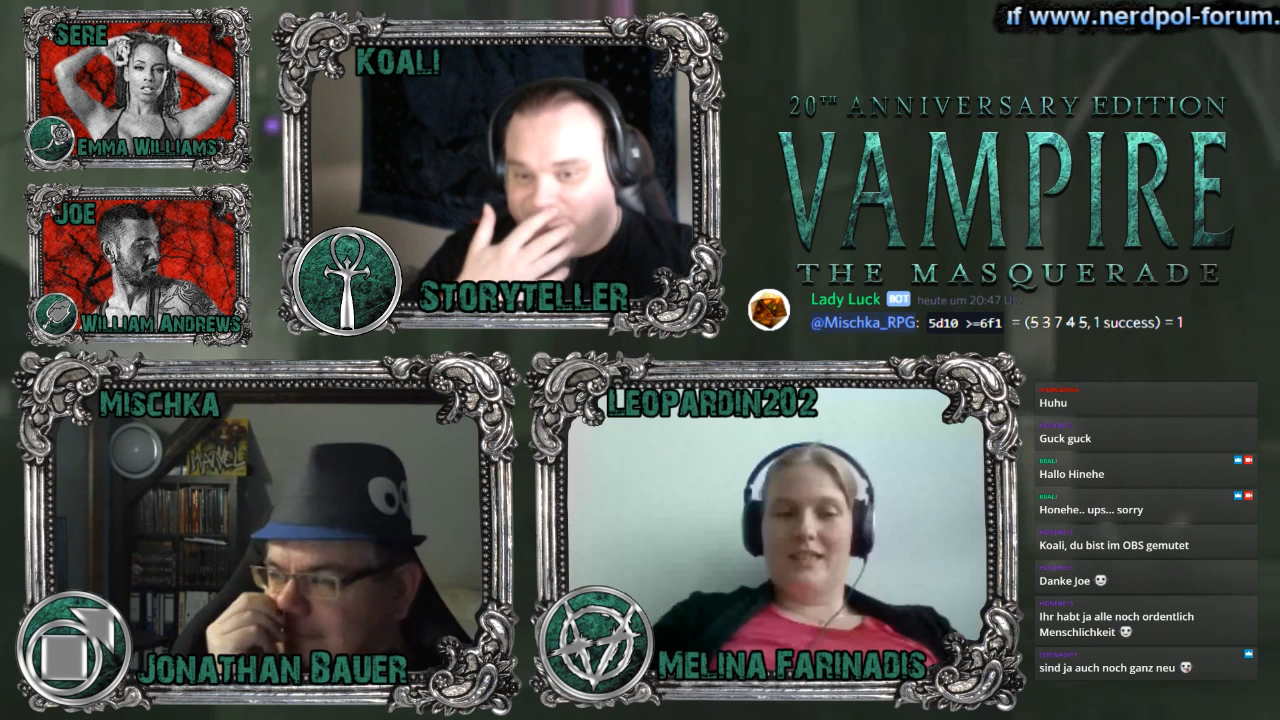 if www.nerdpol-forum.
SERE
EMMA WILLIAMS
JOE
WILLIAM ANDREWS
KOALI
STORYTELLER
20TH ANNIVERSARY EDITION
VAMPIRE
THE MASQUERADE
Lady Luck BOT heute um 20:47 Uhr
@Mischka_RPG: 5d10 >=6f1 = (5 3 7 4 5, 1 success) = 1
MISCHKA
JONATHAN BAUER
LEOPARDIN202
MELINA FARINADIS
Huhu
Guck guck
KOALI
Hallo Hinehe
KOALI
Honehe.. ups... sorry
Koali, du bist im OBS gemutet
Danke Joe
Ihr habt ja alle noch ordentlich
Menschlichkeit
sind ja auch noch ganz neu